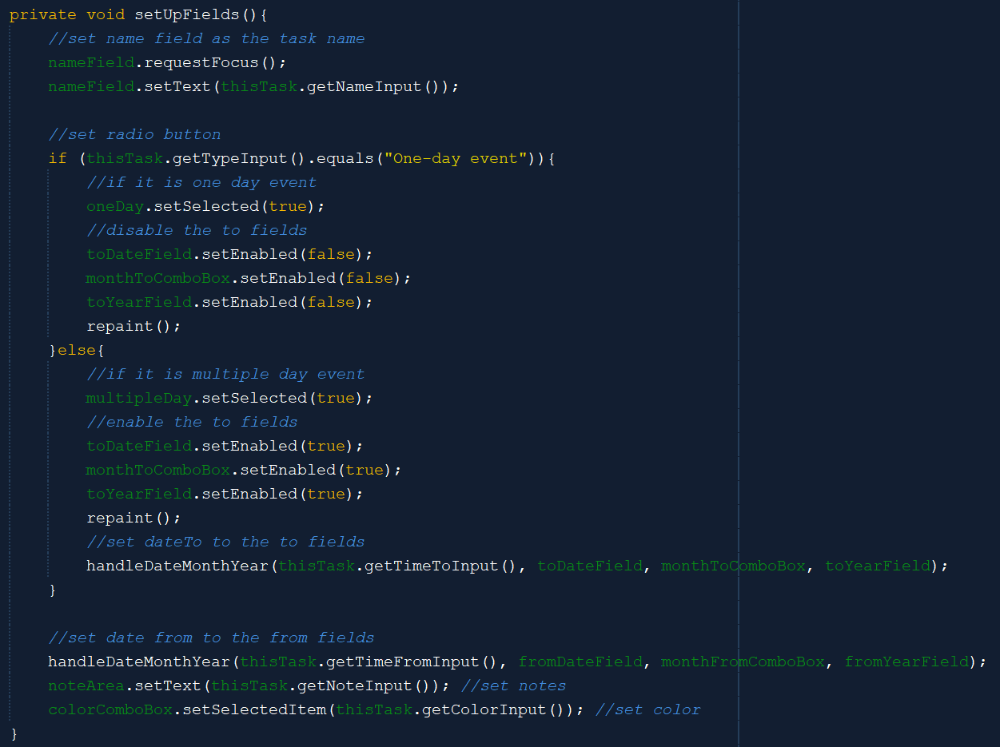 private void setUpFields(){
    //set name field as the task name
    nameField.requestFocus();
    nameField.setText(thisTask.getNameInput());

    //set radio button
    if (thisTask.getTypeInput().equals("One-day event")){
        //if it is one day event
        oneDay.setSelected(true);
        //disable the to fields
        toDateField.setEnabled(false);
        monthToComboBox.setEnabled(false);
        toYearField.setEnabled(false);
        repaint();
    }else{
        //if it is multiple day event
        multipleDay.setSelected(true);
        //enable the to fields
        toDateField.setEnabled(true);
        monthToComboBox.setEnabled(true);
        toYearField.setEnabled(true);
        repaint();
        //set dateTo to the to fields
        handleDateMonthYear(thisTask.getTimeToInput(), toDateField, monthToComboBox, toYearField);
    }

    //set date from to the from fields
    handleDateMonthYear(thisTask.getTimeFromInput(), fromDateField, monthFromComboBox, fromYearField);
    noteArea.setText(thisTask.getNoteInput()); //set notes
    colorComboBox.setSelectedItem(thisTask.getColorInput()); //set color
}